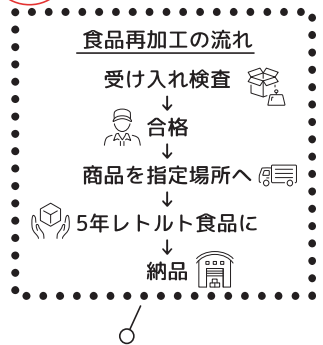 食品再加工の流れ
受け入れ検査
↓
合格
↓
商品を指定場所へ
↓
5年レトルト食品に
↓
納品